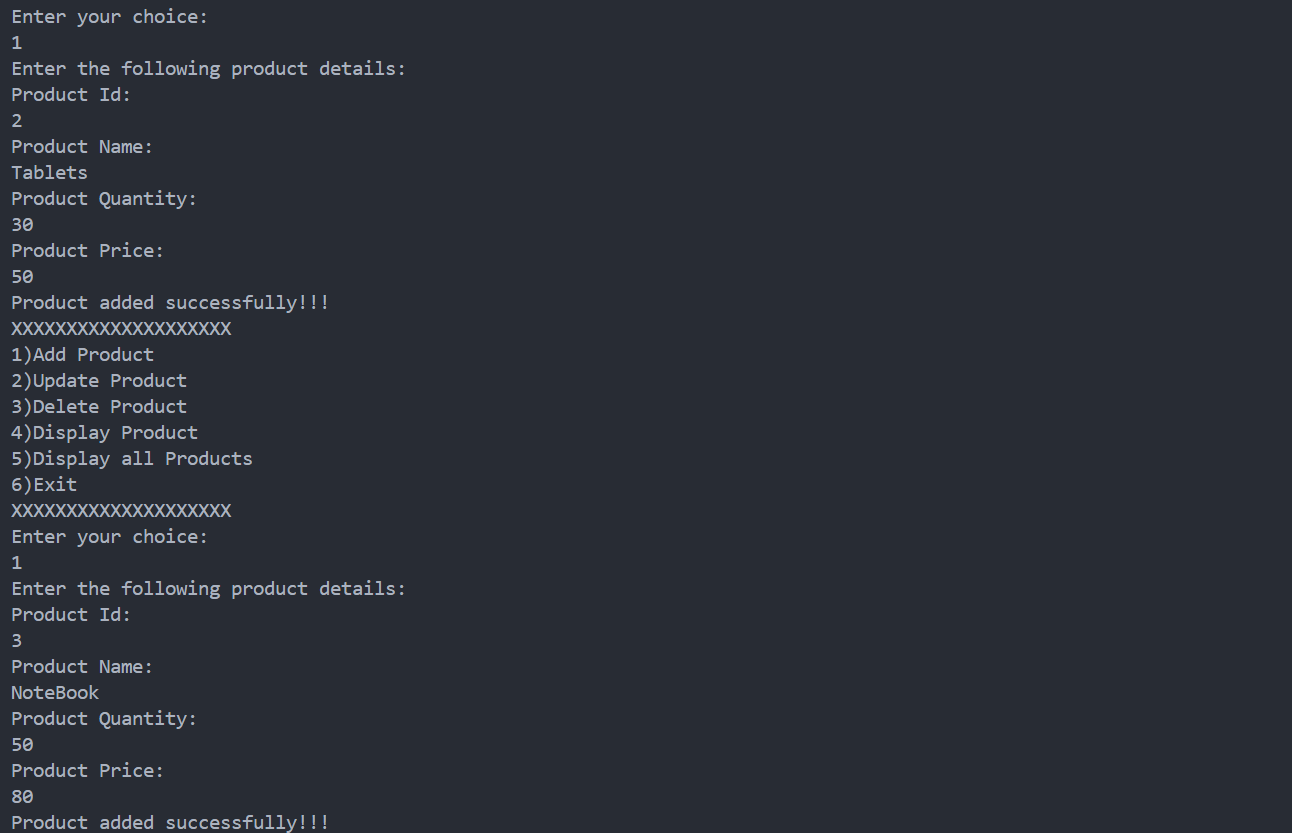 Enter your choice:
1
Enter the following product details:
Product Id:
2
Product Name:
Tablets
Product Quantity:
30
Product Price:
50
Product added successfully!!!
XXXXXXXXXXXXXXXXXXXX
1)Add Product
2)Update Product
3)Delete Product
4)Display Product
5)Display all Products
6)Exit
XXXXXXXXXXXXXXXXXXXX
Enter your choice:
1
Enter the following product details:
Product Id:
3
Product Name:
NoteBook
Product Quantity:
50
Product Price:
80
Product added successfully!!!